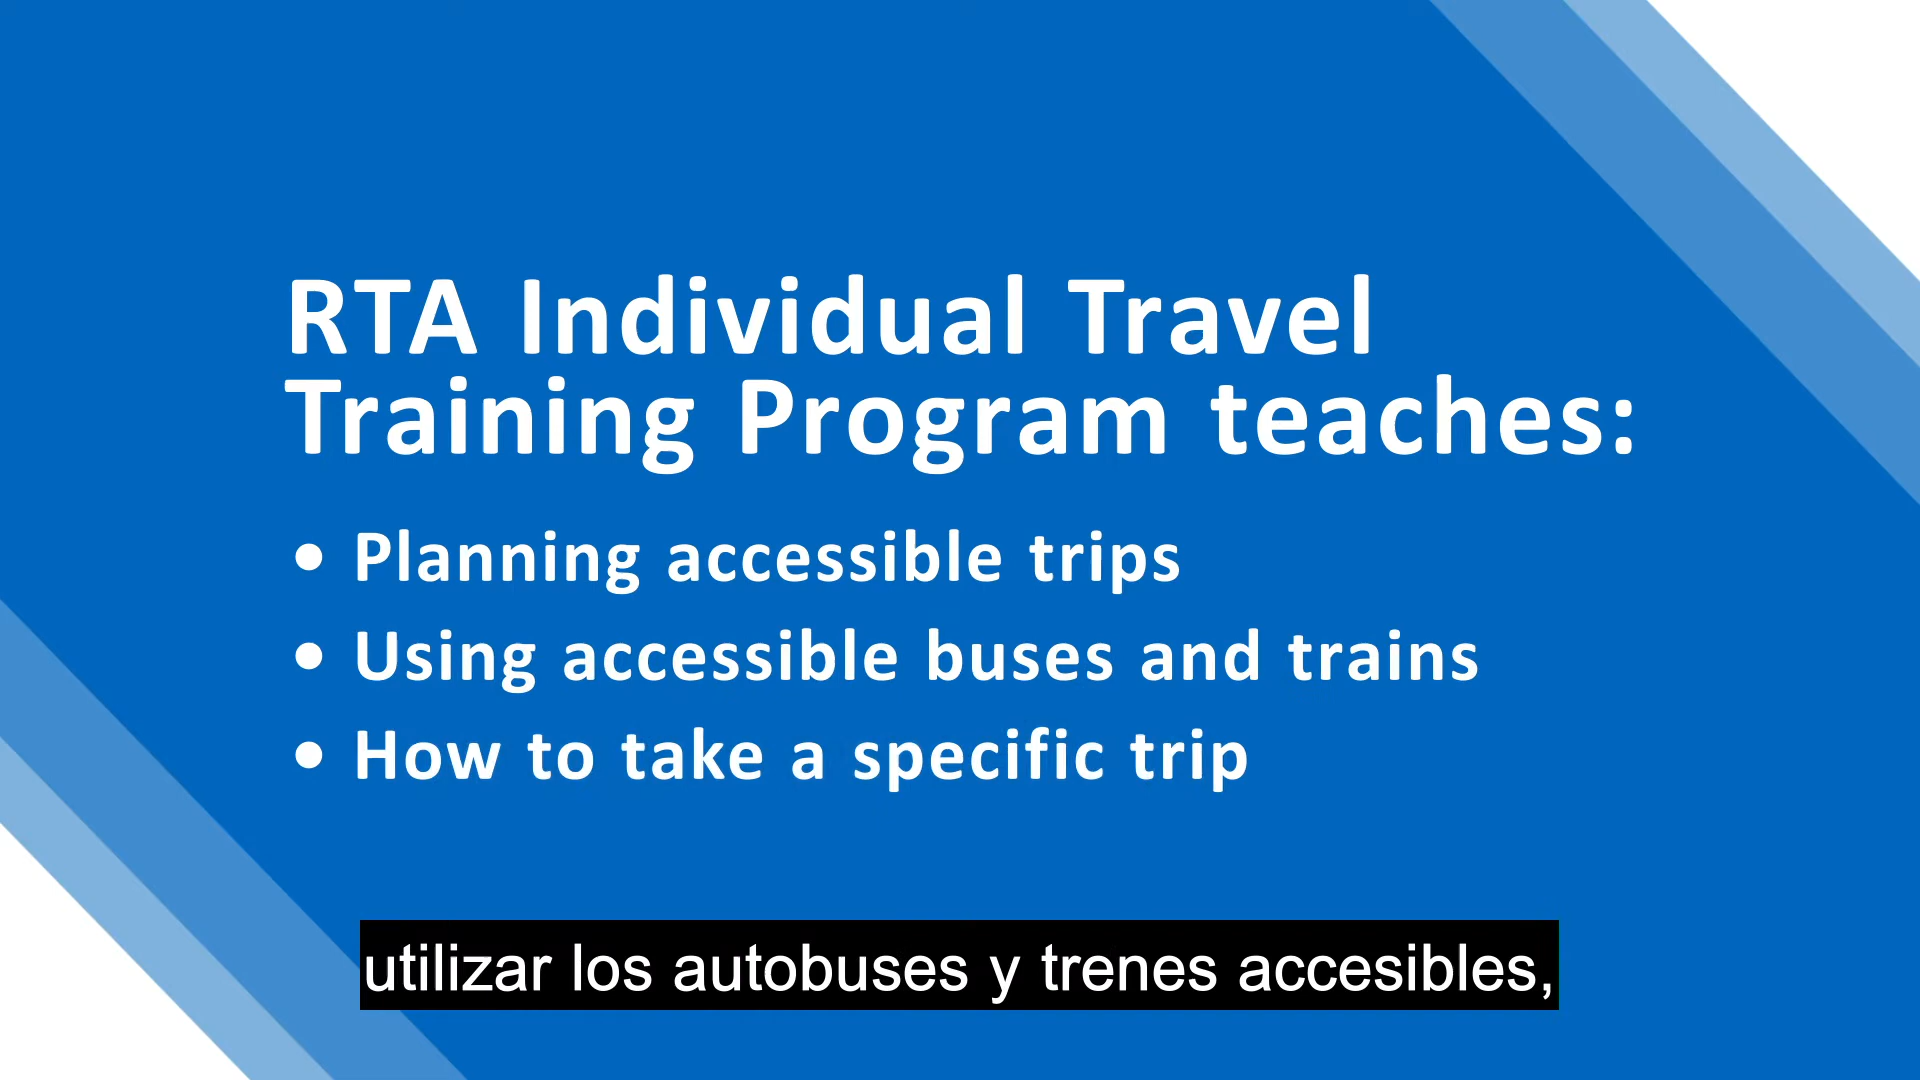 RTA Individual Travel
Training Program teaches:
• Planning accessible trips
• Using accessible buses and trains
• How to take a specific trip
utilizar los autobuses y trenes accesibles,